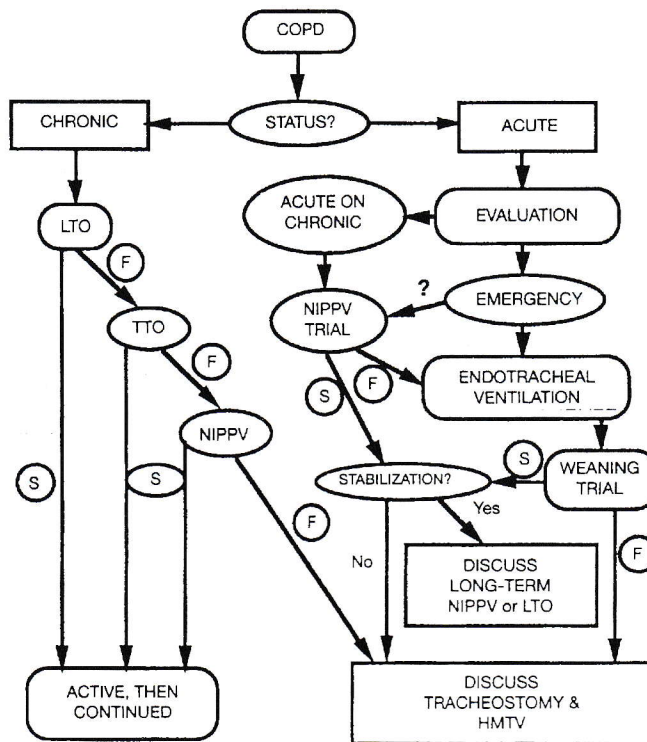 COPD
CHRONIC
STATUS?
ACUTE
ACUTE ON
CHRONIC
EVALUATION
LTO
F
?
EMERGENCY
NIPPV
TRIAL
TTO
F
F
ENDOTRACHEAL
VENTILATION
S
NIPPV
S
WEANING
TRIAL
S
S
STABILIZATION?
Yes
F
No
F
DISCUSS
LONG-TERM
NIPPV or LTO
ACTIVE, THEN
CONTINUED
DISCUSS
TRACHEOSTOMY &
HMTV